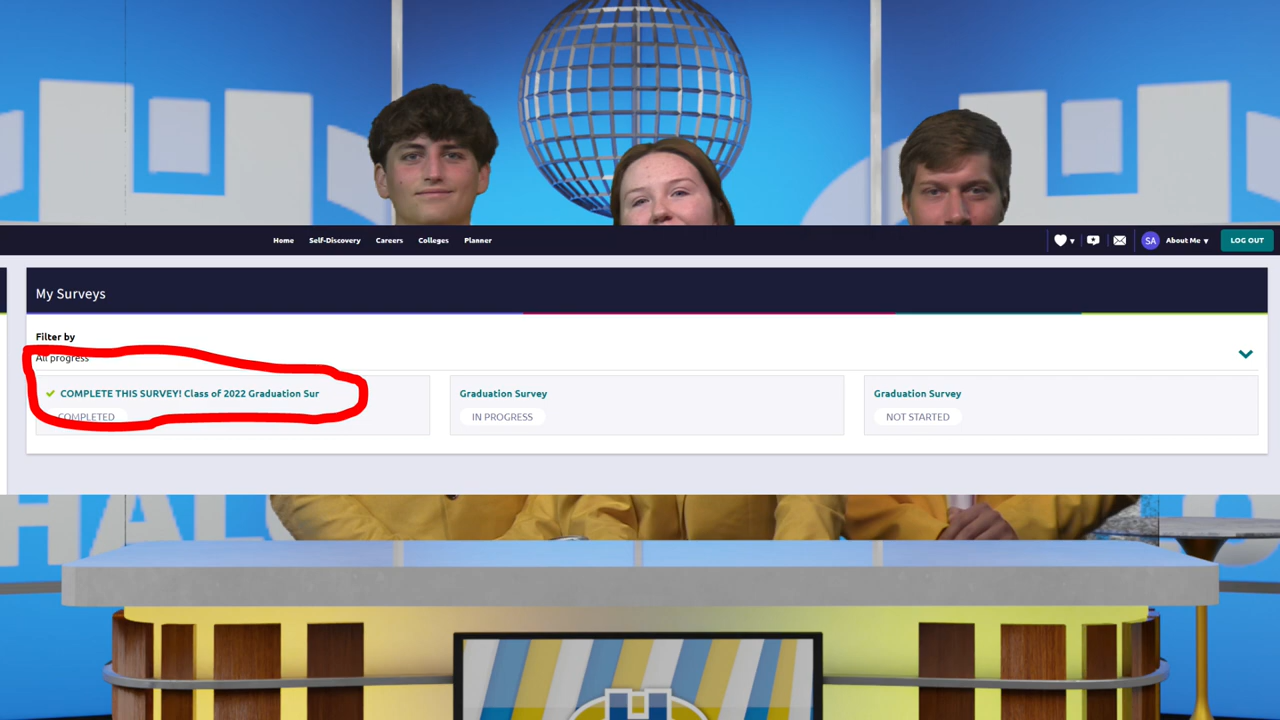 Home Self-Discovery Careers Colleges Planner SA About Me LOG OUT
My Surveys
Filter by
All progress
COMPLETE THIS SURVEY! Class of 2022 Graduation Sur
COMPLETED
Graduation Survey
IN PROGRESS
Graduation Survey
NOT STARTED
HALO